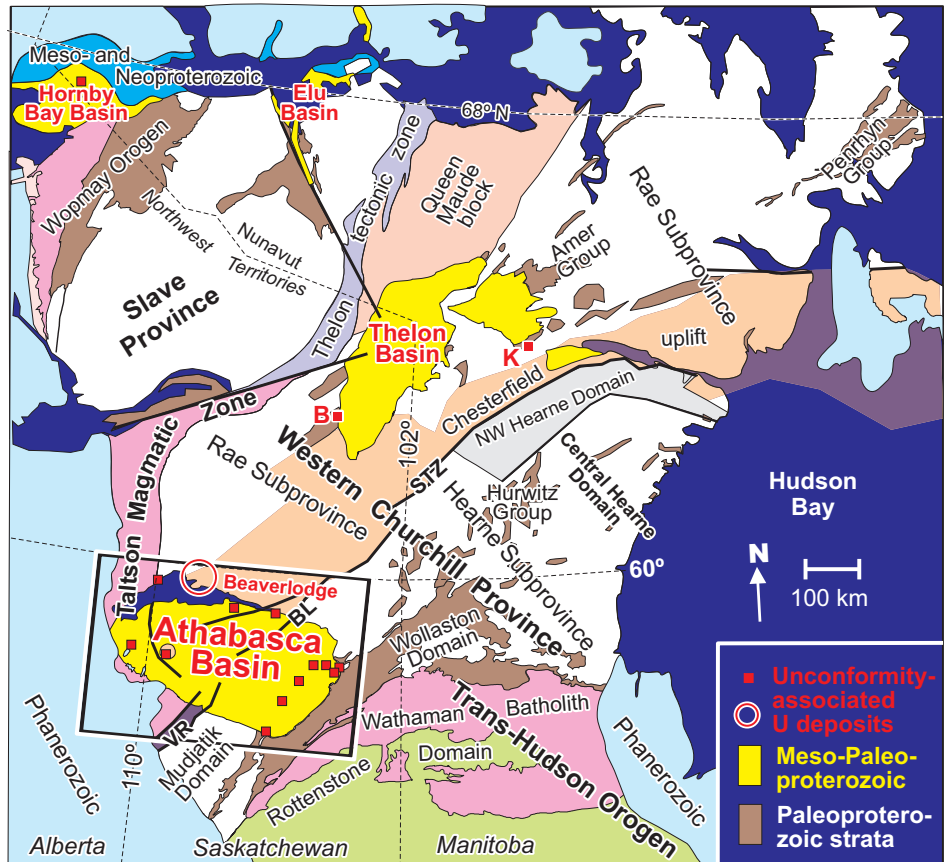 Meso- and
Neoproterozoic
Hornby
Bay Basin
Elu
Basin
68º N
Wopmay Orogen
Northwest
Territories
Nunavut
Slave
Province
Thelon
tectonic
zone
Queen
Maude
block
Amer
Group
Rae Subprovince
Penrhyn
Group
Thelon
Basin
K
B
uplift
Chesterfield
NW Hearne Domain
Central Hearne
Domain
Taltson Magmatic Zone
Rae Subprovince
102º
STZ
Western Churchill Province
Hurwitz
Group
Hearne Subprovince
Hudson
Bay
N
100 km
60º
Beaverlodge
BL
Athabasca
Basin
VR
110º
Mudjatik
Domain
Wollaston
Domain
Wathaman
Batholith
Trans-Hudson Orogen
Rottenstone
Domain
Phanerozoic
Phanerozoic
Alberta
Saskatchewan
Manitoba
Unconformity-
associated
U deposits
Meso-Paleo-
proterozoic
Paleoprotero-
zoic strata